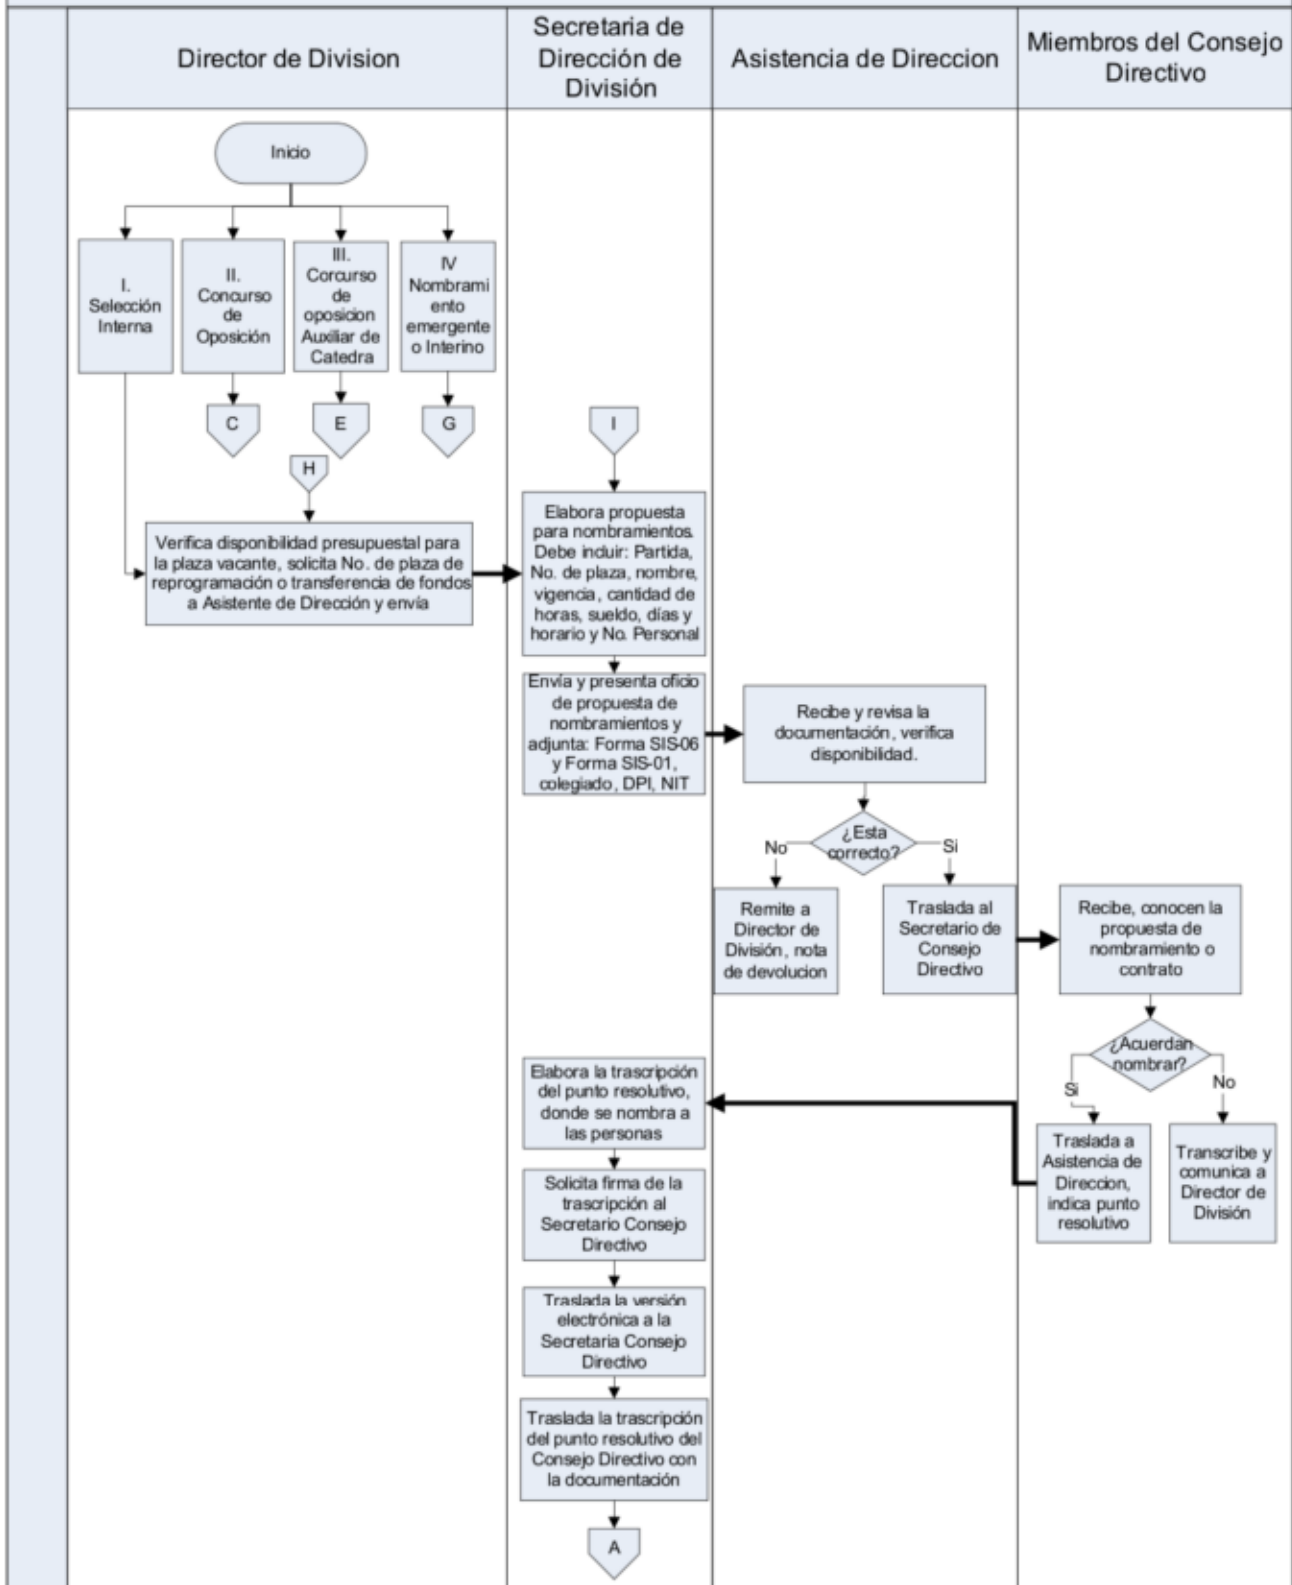 Director de Division
Secretaria de
Dirección de
División
Asistencia de Direccion
Miembros del Consejo
Directivo
Inicio
I.
Selección
Interna
II.
Concurso
de
Oposición
III.
Corcurso
de
oposicion
Auxiliar de
Catedra
IV
Nombrami
ento
emergente
o Interino
C
E
G
H
I
Verifica disponibilidad presupuestal para
la plaza vacante, solicita No. de plaza de
reprogramación o transferencia de fondos
a Asistente de Dirección y envía
Elabora propuesta
para nombramientos.
Debe incluir: Partida,
No. de plaza, nombre,
vigencia, cantidad de
horas, sueldo, días y
horario y No. Personal
Envía y presenta oficio
de propuesta de
nombramientos y
adjunta: Forma SIS-06
y Forma SIS-01,
colegiado, DPI, NIT
Recibe y revisa la
documentación, verifica
disponibilidad.
¿Esta
correcto?
No
Si
Remite a
Director de
División, nota
de devolucion
Traslada al
Secretario de
Consejo
Directivo
Recibe, conocen la
propuesta de
nombramiento o
contrato
¿Acuerdan
nombrar?
Si
No
Traslada a
Asistencia de
Direccion,
indica punto
resolutivo
Transcribe y
comunica a
Director de
División
Elabora la trascripción
del punto resolutivo,
donde se nombra a
las personas
Solicita firma de la
trascripción al
Secretario Consejo
Directivo
Traslada la versión
electrónica a la
Secretaria Consejo
Directivo
Traslada la trascripción
del punto resolutivo del
Consejo Directivo con
la documentación
A